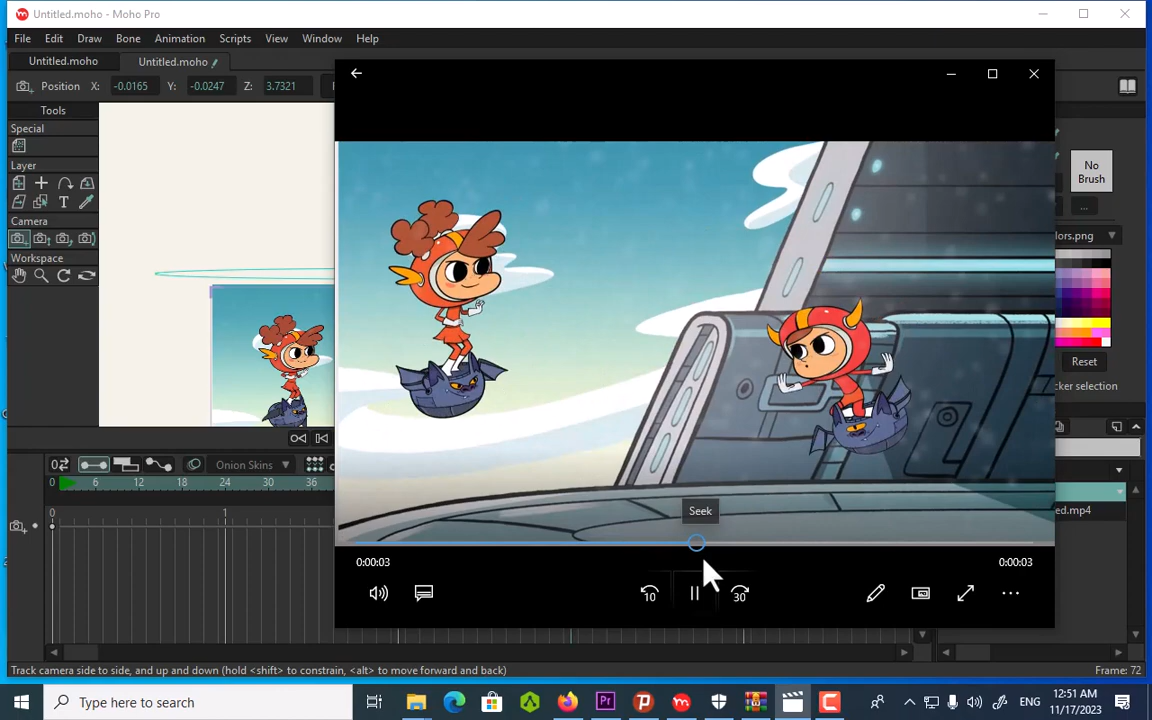 Untitled.moho - Moho Pro
File Edit Draw Bone Animation Scripts View Window Help
Untitled.moho Untitled.moho
Position X: -0.0165 Y: -0.0247 Z: 3.7321
Tools
Special
Layer
T
Camera
Workspace
No
Brush
...
ors.png
Reset
cker selection
Onion Skins
0 6 12 18 24 30 36
0 1
ed.mp4
Seek
0:00:03 0:00:03
10 30
Track camera side to side, and up and down (hold <shift> to constrain, <alt> to move forward and back) Frame: 72
Type here to search
Pr
ENG
12:51 AM
11/17/2023